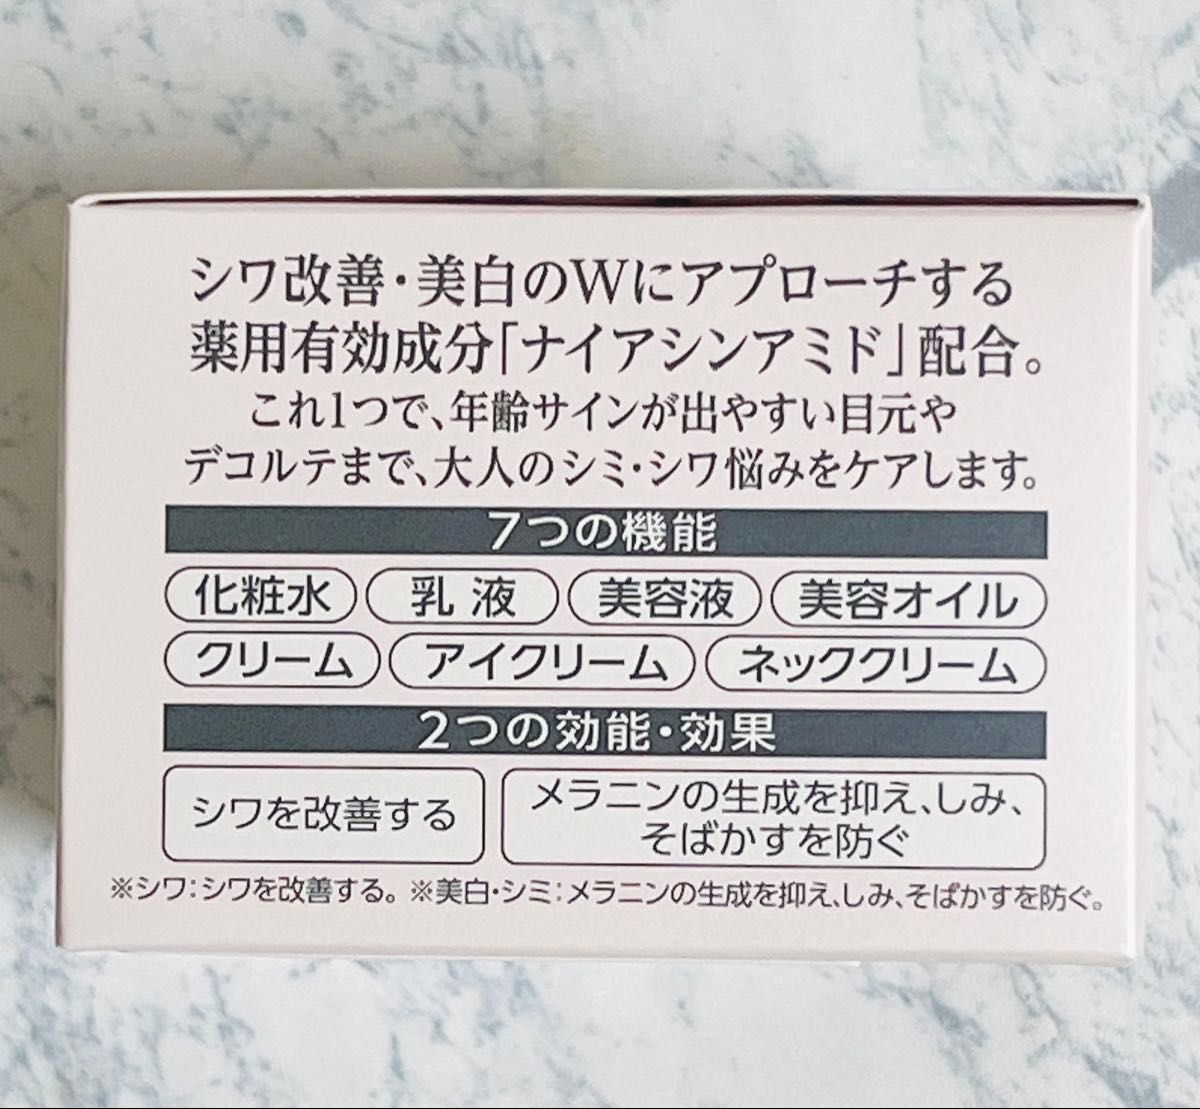 シワ改善・美白のWにアプローチする
薬用有効成分「ナイアシンアミド」配合。
これ1つで、年齢サインが出やすい目元や
デコルテまで、大人のシミ・シワ悩みをケアします。
7つの機能
化粧水 乳液 美容液 美容オイル
クリーム アイクリーム ネッククリーム
2つの効能・効果
シワを改善する
メラニンの生成を抑え、しみ、
そばかすを防ぐ
※シワ：シワを改善する。 ※美白・シミ：メラニンの生成を抑え、しみ、そばかすを防ぐ。